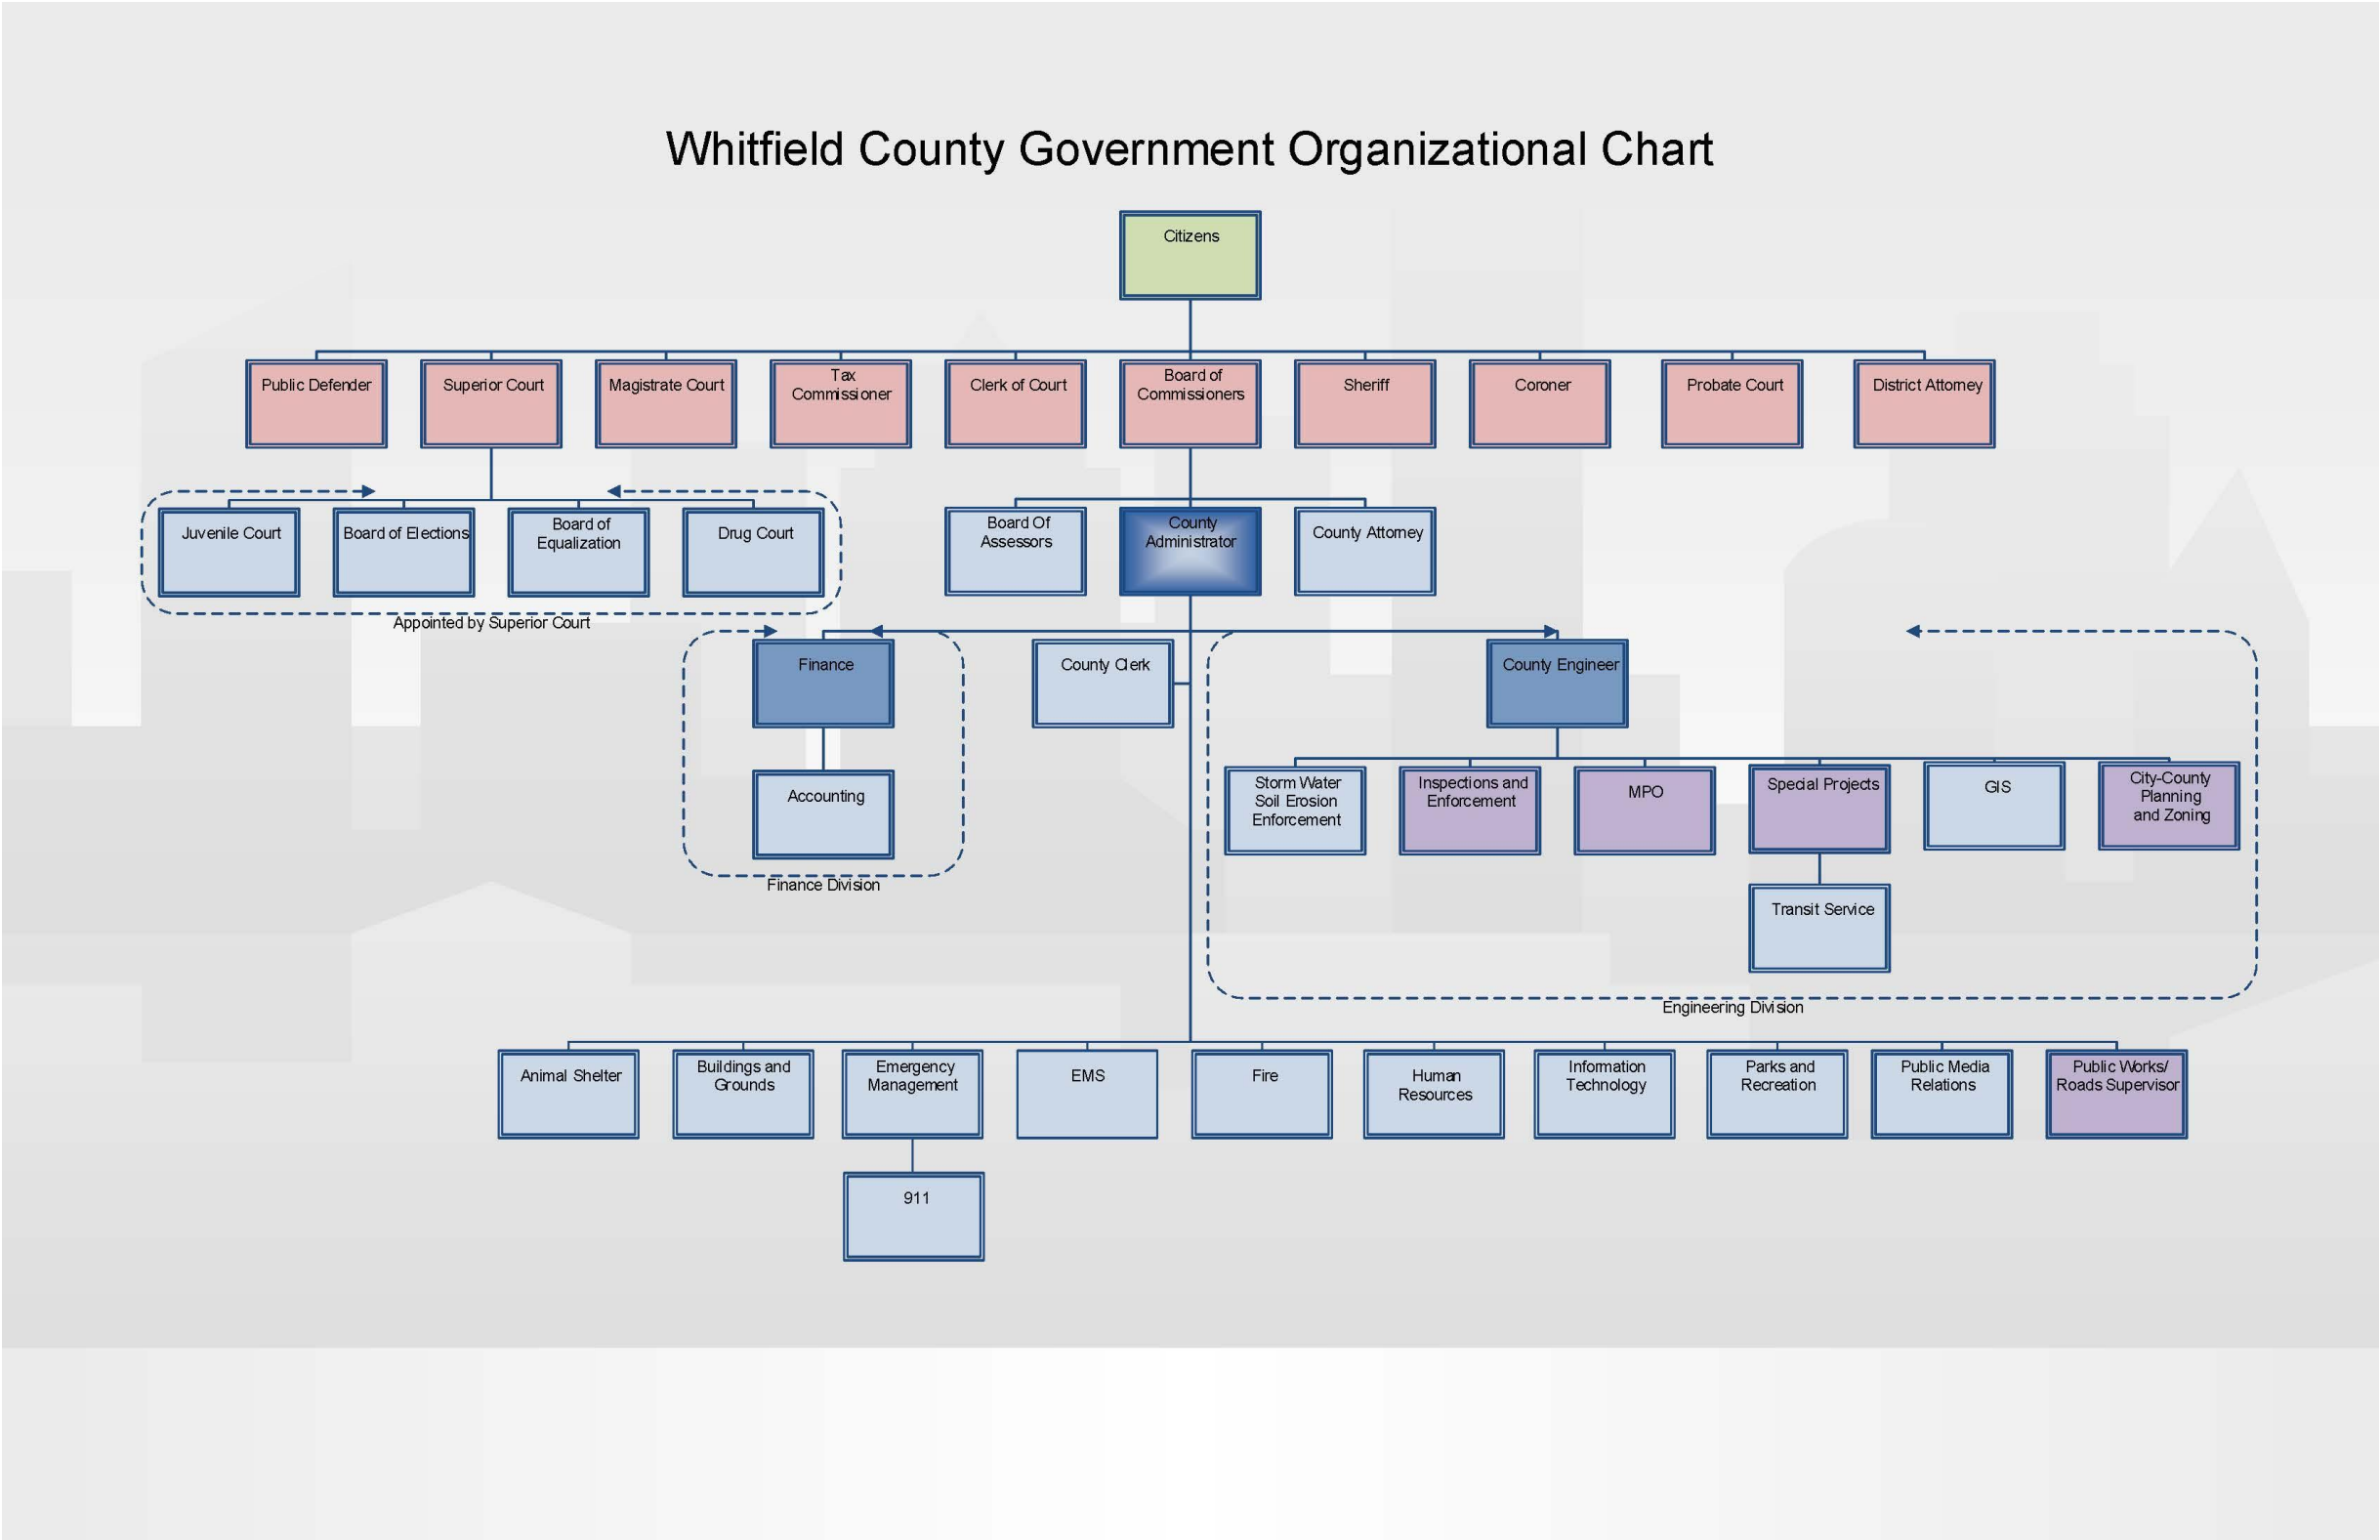 Whitfield County Government Organizational Chart
Citizens
Public Defender
Superior Court
Magistrate Court
Tax
Commissioner
Clerk of Court
Board of
Commissioners
Sheriff
Coroner
Probate Court
District Attorney
Juvenile Court
Board of Elections
Board of
Equalization
Drug Court
Board Of
Assessors
County
Administrator
County Attorney
Appointed by Superior Court
Finance
County Clerk
County Engineer
Accounting
Storm Water
Soil Erosion
Enforcement
Inspections and
Enforcement
MPO
Special Projects
GIS
City-County
Planning
and Zoning
Finance Division
Transit Service
Engineering Division
Animal Shelter
Buildings and
Grounds
Emergency
Management
EMS
Fire
Human
Resources
Information
Technology
Parks and
Recreation
Public Media
Relations
Public Works/
Roads Supervisor
911